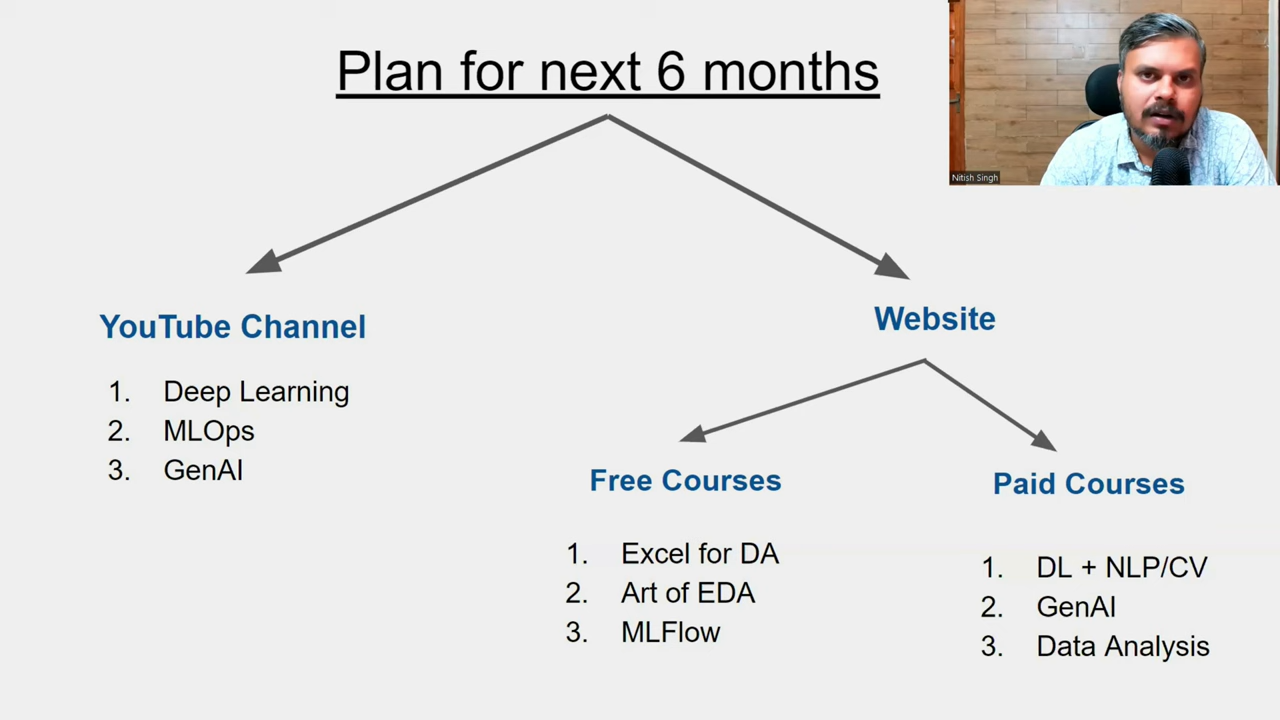 Plan for next 6 months
Nitish Singh
YouTube Channel
1. Deep Learning
2. MLOps
3. GenAI
Website
Free Courses
1. Excel for DA
2. Art of EDA
3. MLFlow
Paid Courses
1. DL + NLP/CV
2. GenAI
3. Data Analysis